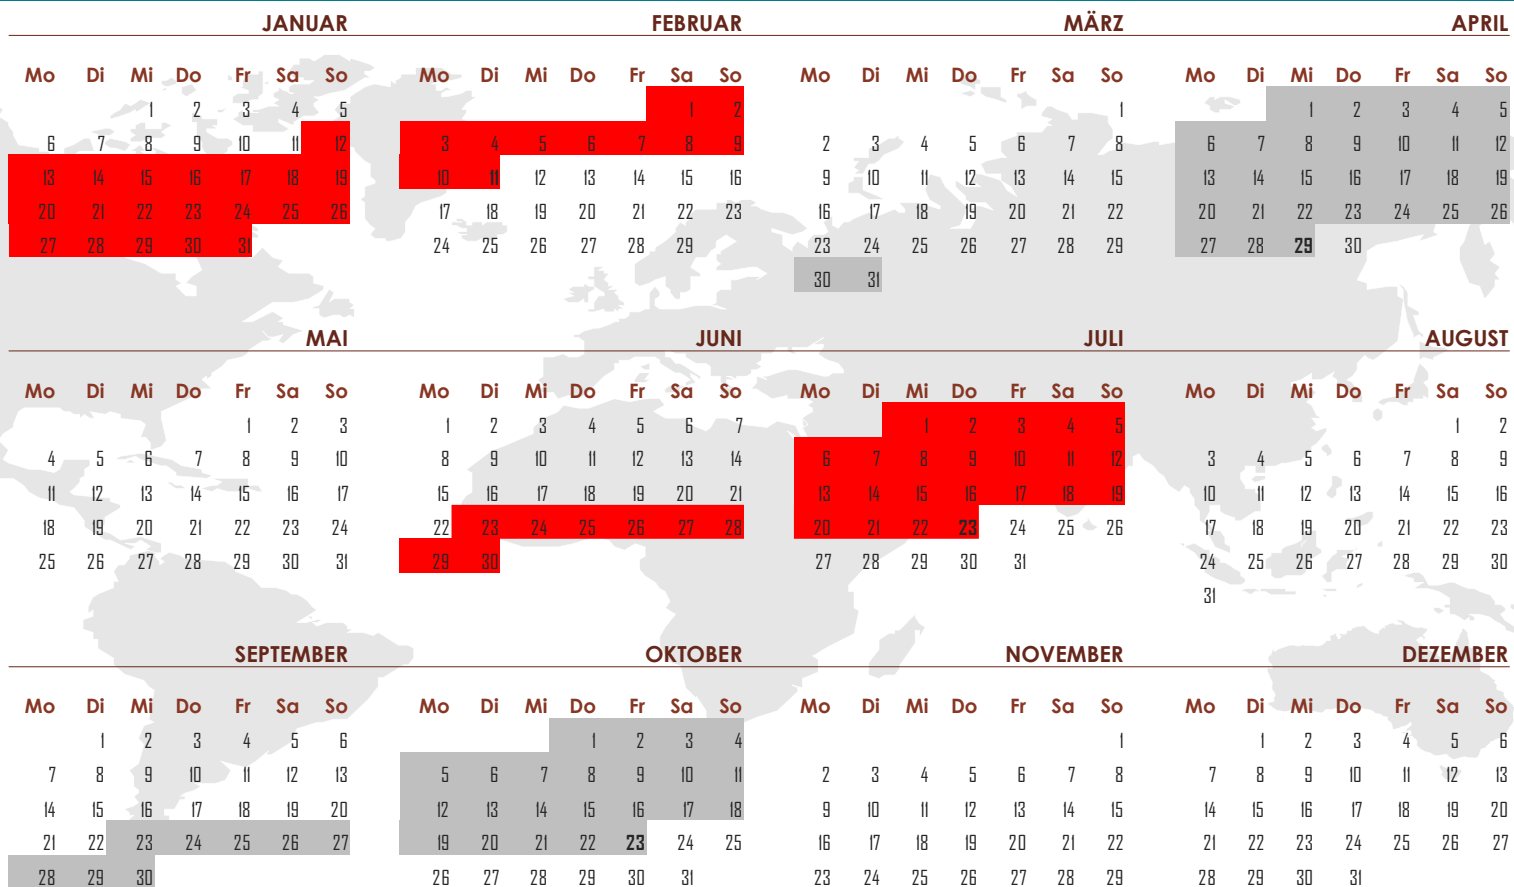 JANUAR FEBRUAR MÄRZ APRIL
Mo Di Mi Do Fr Sa So Mo Di Mi Do Fr Sa So Mo Di Mi Do Fr Sa So Mo Di Mi Do Fr Sa So
1 2 3 4 5 1 2 1 1 2 3 4 5
6 7 8 9 10 11 12 3 4 5 6 7 8 9 2 3 4 5 6 7 8 6 7 8 9 10 11 12
13 14 15 16 17 18 19 10 11 12 13 14 15 16 9 10 11 12 13 14 15 13 14 15 16 17 18 19
20 21 22 23 24 25 26 17 18 19 20 21 22 23 16 17 18 19 20 21 22 20 21 22 23 24 25 26
27 28 29 30 31 24 25 26 27 28 29 23 24 25 26 27 28 29 27 28 29 30
30 31
MAI JUNI JULI AUGUST
Mo Di Mi Do Fr Sa So Mo Di Mi Do Fr Sa So Mo Di Mi Do Fr Sa So Mo Di Mi Do Fr Sa So
1 2 3 1 2 3 4 5 6 7 1 2 3 4 5 1 2
4 5 6 7 8 9 10 8 9 10 11 12 13 14 6 7 8 9 10 11 12 3 4 5 6 7 8 9
11 12 13 14 15 16 17 15 16 17 18 19 20 21 13 14 15 16 17 18 19 10 11 12 13 14 15 16
18 19 20 21 22 23 24 22 23 24 25 26 27 28 20 21 22 23 24 25 26 17 18 19 20 21 22 23
25 26 27 28 29 30 31 29 30 27 28 29 30 31 24 25 26 27 28 29 30
31
SEPTEMBER OKTOBER NOVEMBER DEZEMBER
Mo Di Mi Do Fr Sa So Mo Di Mi Do Fr Sa So Mo Di Mi Do Fr Sa So Mo Di Mi Do Fr Sa So
1 2 3 4 5 6 1 2 3 4 1 1 2 3 4 5 6
7 8 9 10 11 12 13 5 6 7 8 9 10 11 2 3 4 5 6 7 8 7 8 9 10 11 12 13
14 15 16 17 18 19 20 12 13 14 15 16 17 18 9 10 11 12 13 14 15 14 15 16 17 18 19 20
21 22 23 24 25 26 27 19 20 21 22 23 24 25 16 17 18 19 20 21 22 21 22 23 24 25 26 27
28 29 30 26 27 28 29 30 31 23 24 25 26 27 28 29 28 29 30 31